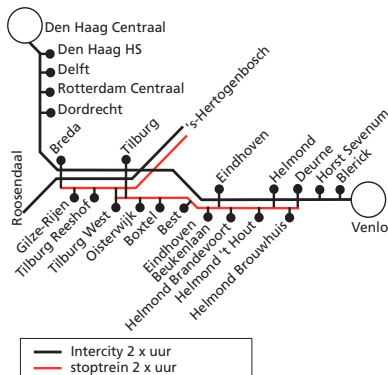 Den Haag Centraal
Den Haag HS
Delft
Rotterdam Centraal
Dordrecht
Breda
Tilburg
's-Hertogenbosch
Roosendaal
Gilze-Rijen
Tilburg Reeshof
Tilburg West
Oisterwijk
Boxtel
Best
Eindhoven
Beukenlaan
Eindhoven
Helmond Brandevoort
Helmond 't Hout
Helmond
Helmond Brouwhuis
Deurne
Horst Sevenum
Blerick
Venlo
Intercity 2 x uur
stoptrein 2 x uur